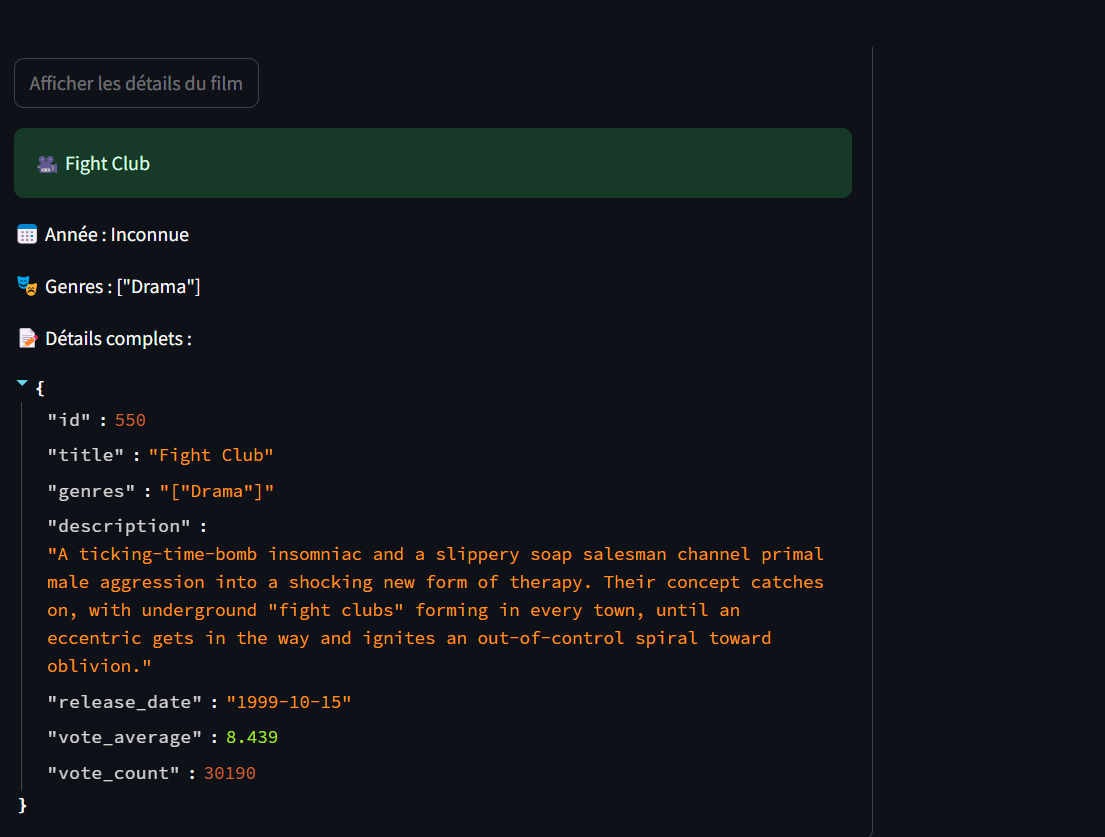 Afficher les détails du film
🎥 Fight Club
📅 Année : Inconnue
🎭 Genres : ["Drama"]
📝 Détails complets :
{
"id" : 550
"title" : "Fight Club"
"genres" : "["Drama"]"
"description" :
"A ticking-time-bomb insomniac and a slippery soap salesman channel primal
male aggression into a shocking new form of therapy. Their concept catches
on, with underground "fight clubs" forming in every town, until an
eccentric gets in the way and ignites an out-of-control spiral toward
oblivion."
"release_date" : "1999-10-15"
"vote_average" : 8.439
"vote_count" : 30190
}